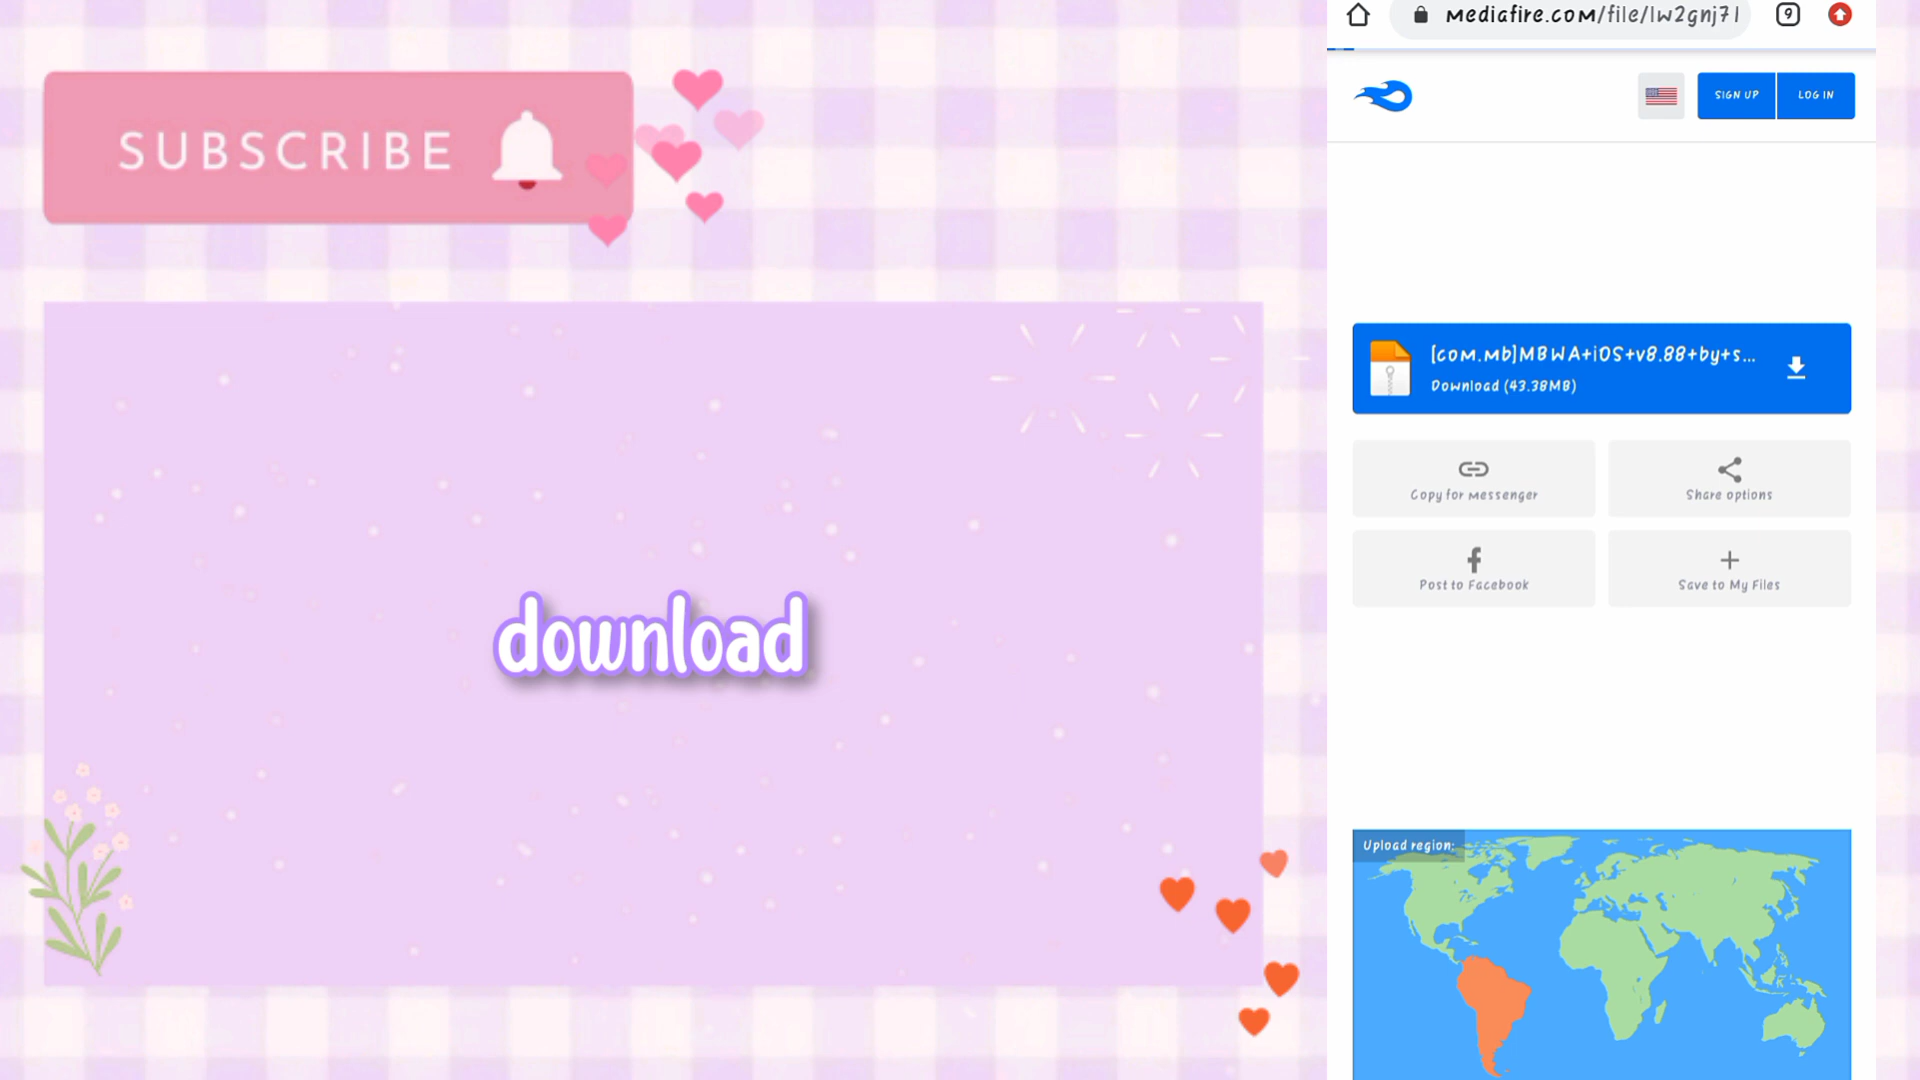 SUBSCRIBE
download
mediafire.com/file/lw2gnj7l
9
SIGN UP
LOG IN
[com.mb]MBWA+iOS+v8.88+by+s...
Download (43.38MB)
Copy for Messenger
Share options
Post to Facebook
Save to My Files
Upload region: